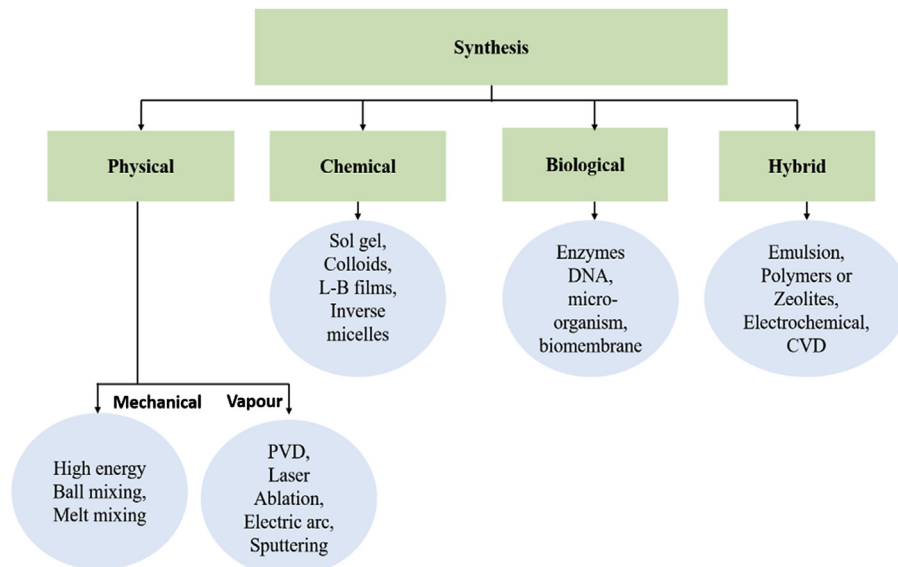 Synthesis
Physical
Chemical
Biological
Hybrid
Sol gel,
Colloids,
L-B films,
Inverse
micelles
Enzymes
DNA,
micro-
organism,
biomembrane
Emulsion,
Polymers or
Zeolites,
Electrochemical,
CVD
Mechanical
Vapour
High energy
Ball mixing,
Melt mixing
PVD,
Laser
Ablation,
Electric arc,
Sputtering